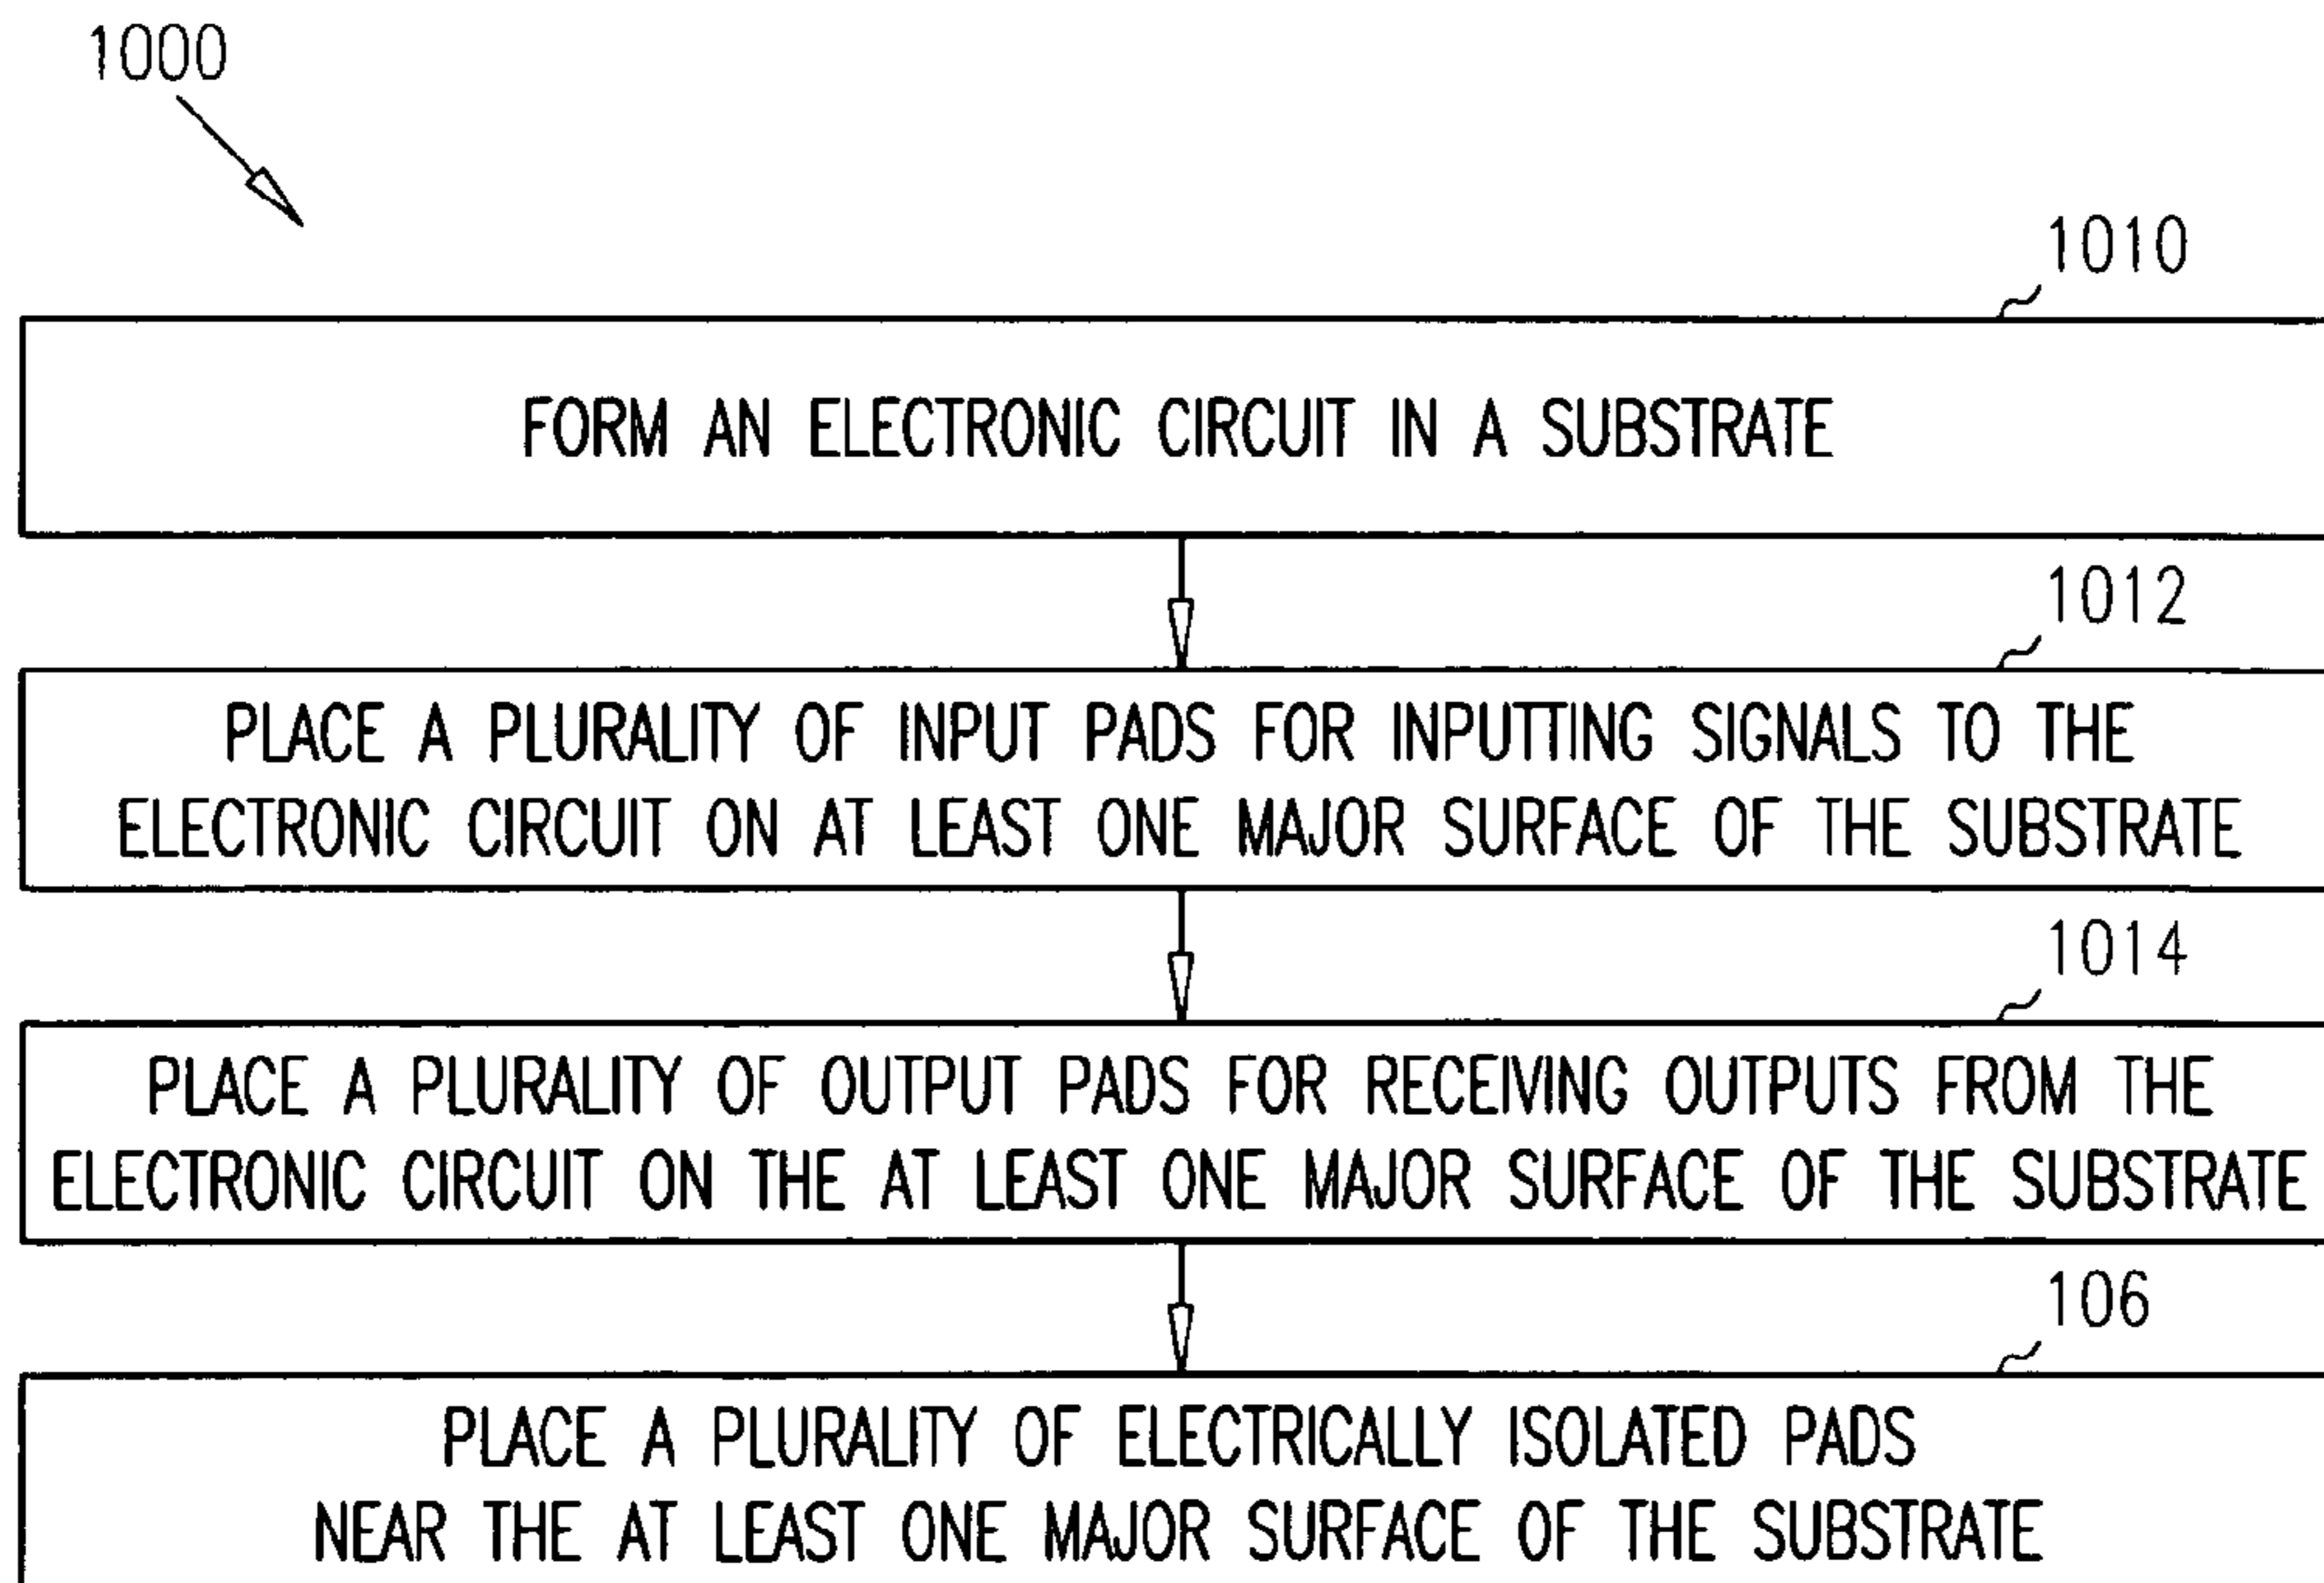 1000
1010
FORM AN ELECTRONIC CIRCUIT IN A SUBSTRATE
1012
PLACE A PLURALITY OF INPUT PADS FOR INPUTTING SIGNALS TO THE
ELECTRONIC CIRCUIT ON AT LEAST ONE MAJOR SURFACE OF THE SUBSTRATE
1014
PLACE A PLURALITY OF OUTPUT PADS FOR RECEIVING OUTPUTS FROM THE
ELECTRONIC CIRCUIT ON THE AT LEAST ONE MAJOR SURFACE OF THE SUBSTRATE
106
PLACE A PLURALITY OF ELECTRICALLY ISOLATED PADS
NEAR THE AT LEAST ONE MAJOR SURFACE OF THE SUBSTRATE